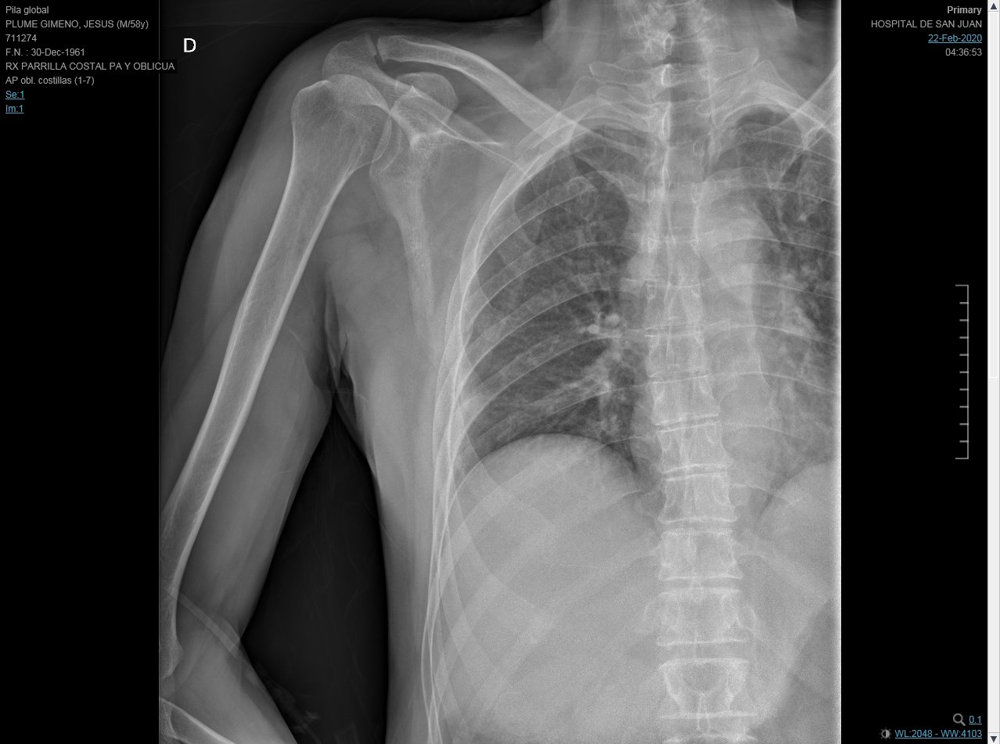 Pila global
PLUME GIMENO, JESUS (M/58y)
711274
F.N. : 30-Dec-1961
RX PARRILLA COSTAL PA Y OBLICUA
AP obl. costillas (1-7)
Se:1
Im:1
D
Primary
HOSPITAL DE SAN JUAN
22-Feb-2020
04:36:53
0.1
WL:2048 - WW:4103